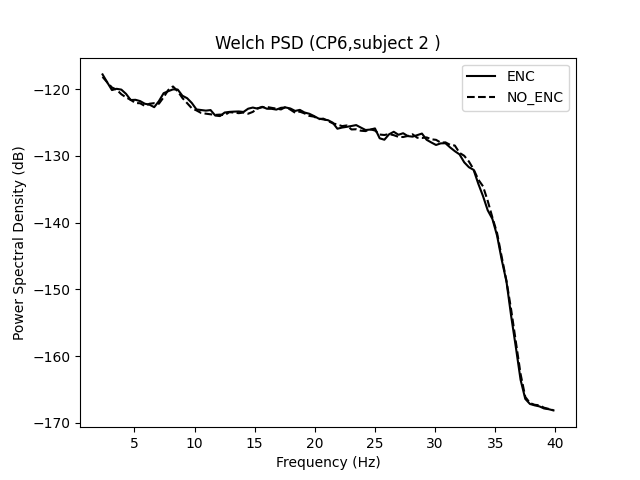 Welch PSD (CP6,subject 2 )
ENC
NO_ENC
Power Spectral Density (dB)
−120
−130
−140
−150
−160
−170
5 10 15 20 25 30 35 40
Frequency (Hz)